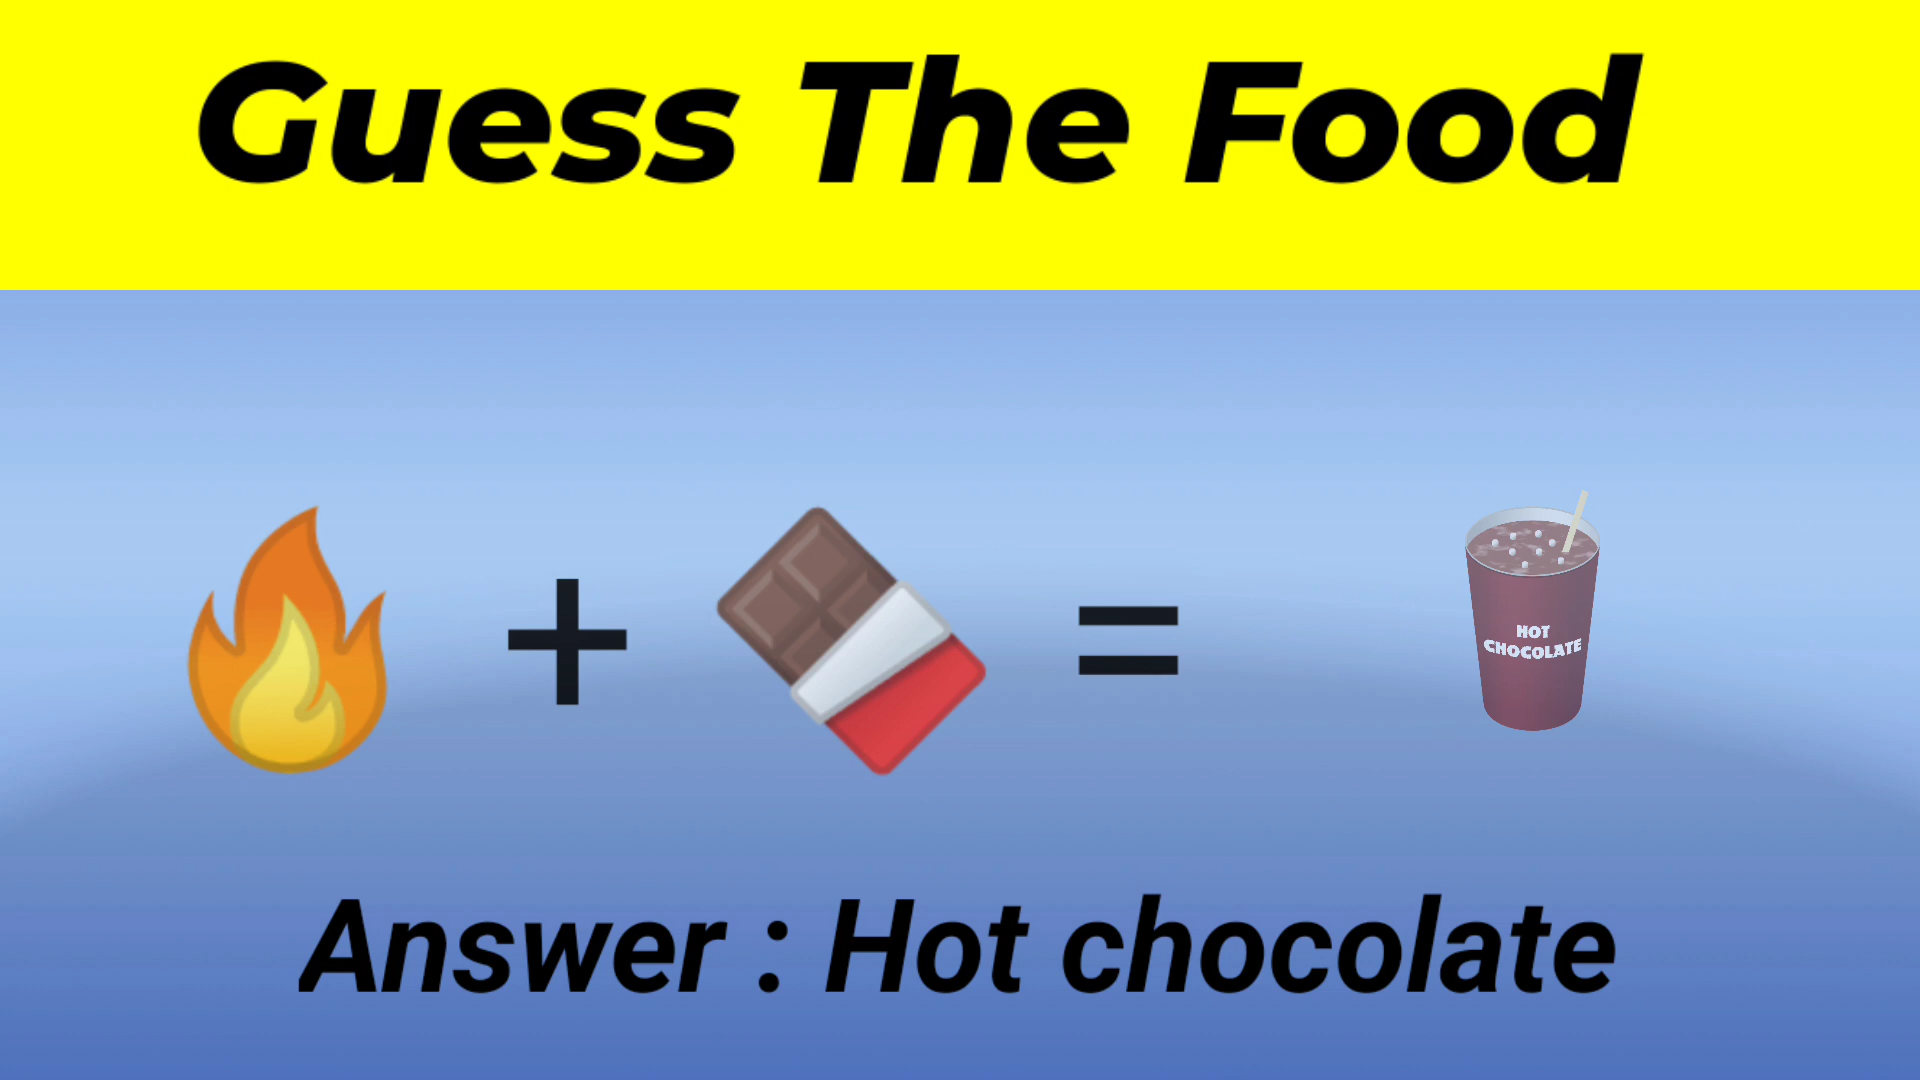 Guess The Food
+ =
HOT
CHOCOLATE
Answer : Hot chocolate